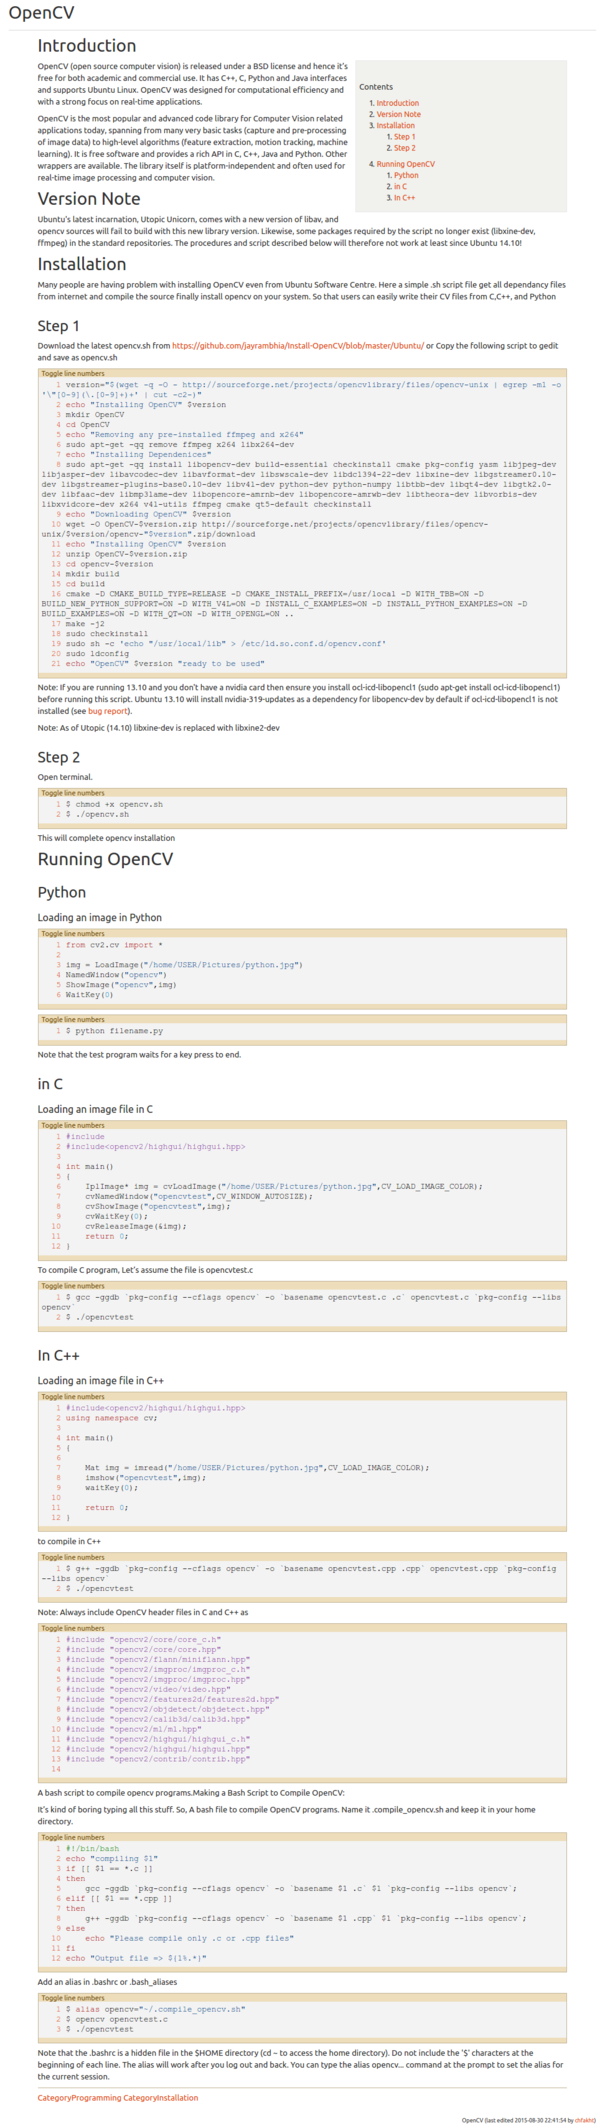 OpenCV
Introduction
OpenCV (open source computer vision) is released under a BSD license and hence it's
free for both academic and commercial use. It has C++, C, Python and Java interfaces
and supports Ubuntu Linux. OpenCV was designed for computational efficiency and
with a strong focus on real-time applications.
OpenCV is the most popular and advanced code library for Computer Vision related
applications today, spanning from many very basic tasks (capture and pre-processing
of image data) to high-level algorithms (feature extraction, motion tracking, machine
learning). It is free software and provides a rich API in C, C++, Java and Python. Other
wrappers are available. The library itself is platform-independent and often used for
real-time image processing and computer vision.
Contents
1. Introduction
2. Version Note
3. Installation
1. Step 1
2. Step 2
4. Running OpenCV
1. Python
2. in C
3. In C++
Version Note
Ubuntu's latest incarnation, Utopic Unicorn, comes with a new version of libav, and
opencv sources will fail to build with this new library version. Likewise, some packages required by the script no longer exist (libxine-dev,
ffmpeg) in the standard repositories. The procedures and script described below will therefore not work at least since Ubuntu 14.10!
Installation
Many people are having problem with installing OpenCV even from Ubuntu Software Centre. Here a simple .sh script file get all dependancy files
from internet and compile the source finally install opencv on your system. So that users can easily write their CV files from C,C++, and Python
Step 1
Download the latest opencv.sh from https://github.com/jayrambhia/Install-OpenCV/blob/master/Ubuntu/ or Copy the following script to gedit
and save as opencv.sh
Toggle line numbers
1 version="$(wget -q -O - http://sourceforge.net/projects/opencvlibrary/files/opencv-unix | egrep -m1 -o
'\"[0-9](\.[0-9]+)+' | cut -c2-)"
2 echo "Installing OpenCV" $version
3 mkdir OpenCV
4 cd OpenCV
5 echo "Removing any pre-installed ffmpeg and x264"
6 sudo apt-get -qq remove ffmpeg x264 libx264-dev
7 echo "Installing Dependenices"
8 sudo apt-get -qq install libopencv-dev build-essential checkinstall cmake pkg-config yasm libjpeg-dev
libjasper-dev libavcodec-dev libavformat-dev libswscale-dev libdc1394-22-dev libxine-dev libgstreamer0.10-
dev libgstreamer-plugins-base0.10-dev libv4l-dev python-dev python-numpy libtbb-dev libqt4-dev libgtk2.0-
dev libfaac-dev libmp3lame-dev libopencore-amrnb-dev libopencore-amrwb-dev libtheora-dev libvorbis-dev
libxvidcore-dev x264 v4l-utils ffmpeg cmake qt5-default checkinstall
9 echo "Downloading OpenCV" $version
10 wget -O OpenCV-$version.zip http://sourceforge.net/projects/opencvlibrary/files/opencv-
unix/$version/opencv-"$version".zip/download
11 echo "Installing OpenCV" $version
12 unzip OpenCV-$version.zip
13 cd opencv-$version
14 mkdir build
15 cd build
16 cmake -D CMAKE_BUILD_TYPE=RELEASE -D CMAKE_INSTALL_PREFIX=/usr/local -D WITH_TBB=ON -D
BUILD_NEW_PYTHON_SUPPORT=ON -D WITH_V4L=ON -D INSTALL_C_EXAMPLES=ON -D INSTALL_PYTHON_EXAMPLES=ON -D
BUILD_EXAMPLES=ON -D WITH_QT=ON -D WITH_OPENGL=ON ..
17 make -j2
18 sudo checkinstall
19 sudo sh -c 'echo "/usr/local/lib" > /etc/ld.so.conf.d/opencv.conf'
20 sudo ldconfig
21 echo "OpenCV" $version "ready to be used"
Note: If you are running 13.10 and you don't have a nvidia card then ensure you install ocl-icd-libopencl1 (sudo apt-get install ocl-icd-libopencl1)
before running this script. Ubuntu 13.10 will install nvidia-319-updates as a dependency for libopencv-dev by default if ocl-icd-libopencl1 is not
installed (see bug report).
Note: As of Utopic (14.10) libxine-dev is replaced with libxine2-dev
Step 2
Open terminal.
Toggle line numbers
1 $ chmod +x opencv.sh
2 $ ./opencv.sh
This will complete opencv installation
Running OpenCV
Python
Loading an image in Python
Toggle line numbers
1 from cv2.cv import *
2
3 img = LoadImage("/home/USER/Pictures/python.jpg")
4 NamedWindow("opencv")
5 ShowImage("opencv",img)
6 WaitKey(0)
Toggle line numbers
1 $ python filename.py
Note that the test program waits for a key press to end.
in C
Loading an image file in C
Toggle line numbers
1 #include
2 #include<opencv2/highgui/highgui.hpp>
3
4 int main()
5 {
6 IplImage* img = cvLoadImage("/home/USER/Pictures/python.jpg",CV_LOAD_IMAGE_COLOR);
7 cvNamedWindow("opencvtest",CV_WINDOW_AUTOSIZE);
8 cvShowImage("opencvtest",img);
9 cvWaitKey(0);
10 cvReleaseImage(&img);
11 return 0;
12 }
To compile C program, Let's assume the file is opencvtest.c
Toggle line numbers
1 $ gcc -ggdb `pkg-config --cflags opencv` -o `basename opencvtest.c .c` opencvtest.c `pkg-config --libs
opencv`
2 $ ./opencvtest
In C++
Loading an image file in C++
Toggle line numbers
1 #include<opencv2/highgui/highgui.hpp>
2 using namespace cv;
3
4 int main()
5 {
6
7 Mat img = imread("/home/USER/Pictures/python.jpg",CV_LOAD_IMAGE_COLOR);
8 imshow("opencvtest",img);
9 waitKey(0);
10
11 return 0;
12 }
to compile in C++
Toggle line numbers
1 $ g++ -ggdb `pkg-config --cflags opencv` -o `basename opencvtest.cpp .cpp` opencvtest.cpp `pkg-config
--libs opencv`
2 $ ./opencvtest
Note: Always include OpenCV header files in C and C++ as
Toggle line numbers
1 #include "opencv2/core/core_c.h"
2 #include "opencv2/core/core.hpp"
3 #include "opencv2/flann/miniflann.hpp"
4 #include "opencv2/imgproc/imgproc_c.h"
5 #include "opencv2/imgproc/imgproc.hpp"
6 #include "opencv2/video/video.hpp"
7 #include "opencv2/features2d/features2d.hpp"
8 #include "opencv2/objdetect/objdetect.hpp"
9 #include "opencv2/calib3d/calib3d.hpp"
10 #include "opencv2/ml/ml.hpp"
11 #include "opencv2/highgui/highgui_c.h"
12 #include "opencv2/highgui/highgui.hpp"
13 #include "opencv2/contrib/contrib.hpp"
14
A bash script to compile opencv programs.Making a Bash Script to Compile OpenCV:
It's kind of boring typing all this stuff. So, A bash file to compile OpenCV programs. Name it .compile_opencv.sh and keep it in your home
directory.
Toggle line numbers
1 #!/bin/bash
2 echo "compiling $1"
3 if [[ $1 == *.c ]]
4 then
5 gcc -ggdb `pkg-config --cflags opencv` -o `basename $1 .c` $1 `pkg-config --libs opencv`;
6 elif [[ $1 == *.cpp ]]
7 then
8 g++ -ggdb `pkg-config --cflags opencv` -o `basename $1 .cpp` $1 `pkg-config --libs opencv`;
9 else
10 echo "Please compile only .c or .cpp files"
11 fi
12 echo "Output file => ${1%.*}"
Add an alias in .bashrc or .bash_aliases
Toggle line numbers
1 $ alias opencv="~/.compile_opencv.sh"
2 $ opencv opencvtest.c
3 $ ./opencvtest
Note that the .bashrc is a hidden file in the $HOME directory (cd ~ to access the home directory). Do not include the '$' characters at the
beginning of each line. The alias will work after you log out and back. You can type the alias opencv... command at the prompt to set the alias for
the current session.
CategoryProgramming CategoryInstallation
OpenCV (last edited 2015-08-30 22:41:54 by chfakht)